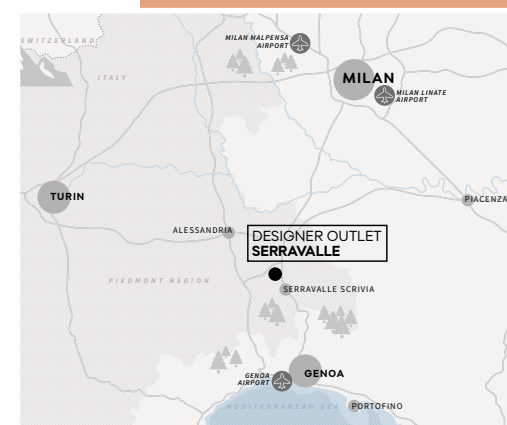 SWITZERLAND
MILAN MALPENSA
AIRPORT
ITALY
MILAN
MILAN LINATE
AIRPORT
TURIN
PIACENZA
ALESSANDRIA
DESIGNER OUTLET
SERRAVALLE
PIEDMONT REGION
SERRAVALLE SCRIVIA
GENOA
AIRPORT
GENOA
MEDITERRANEAN SEA
PORTOFINO